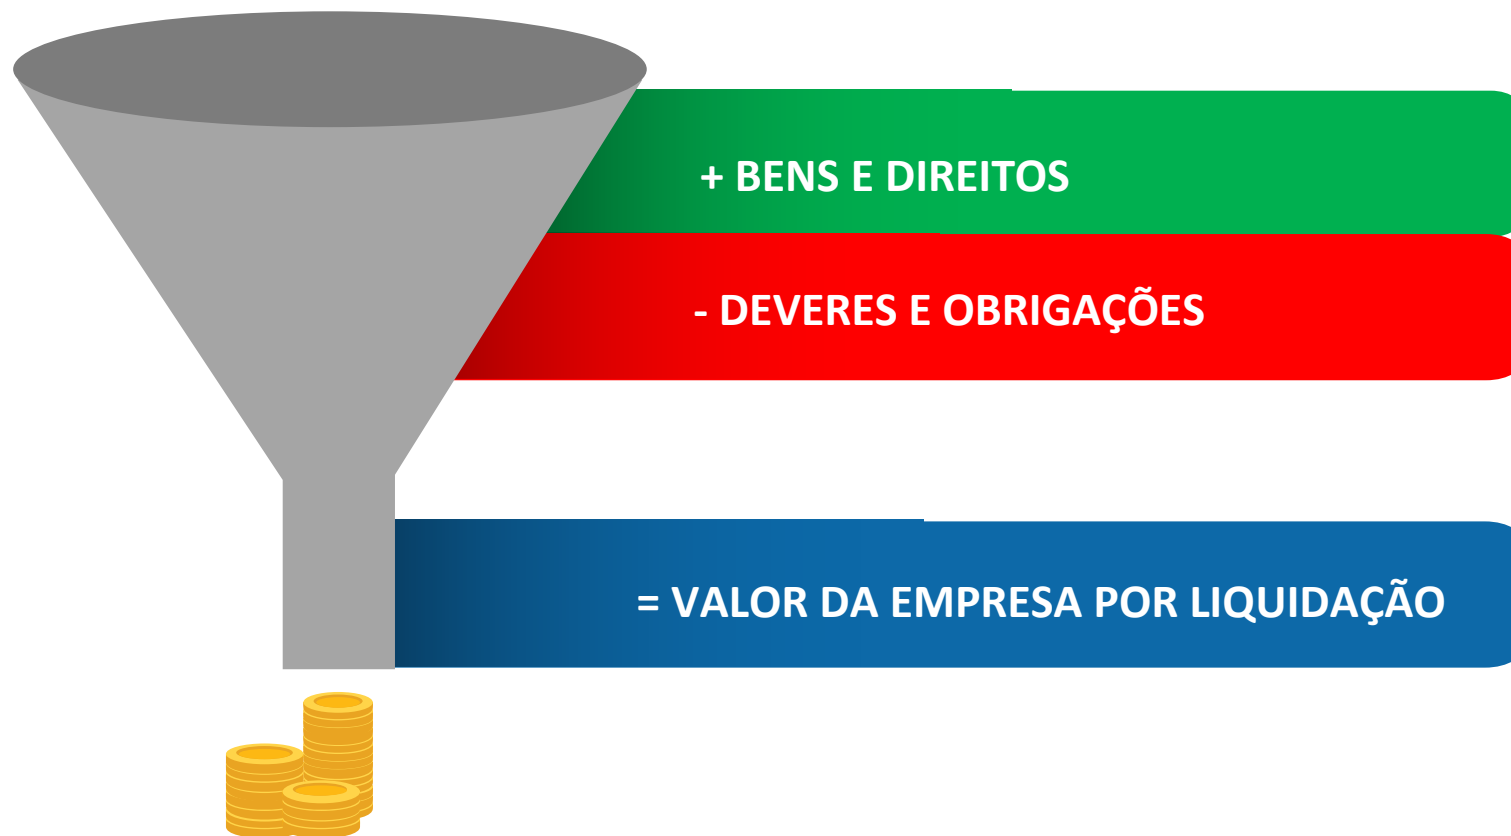 + BENS E DIREITOS
- DEVERES E OBRIGAÇÕES
= VALOR DA EMPRESA POR LIQUIDAÇÃO